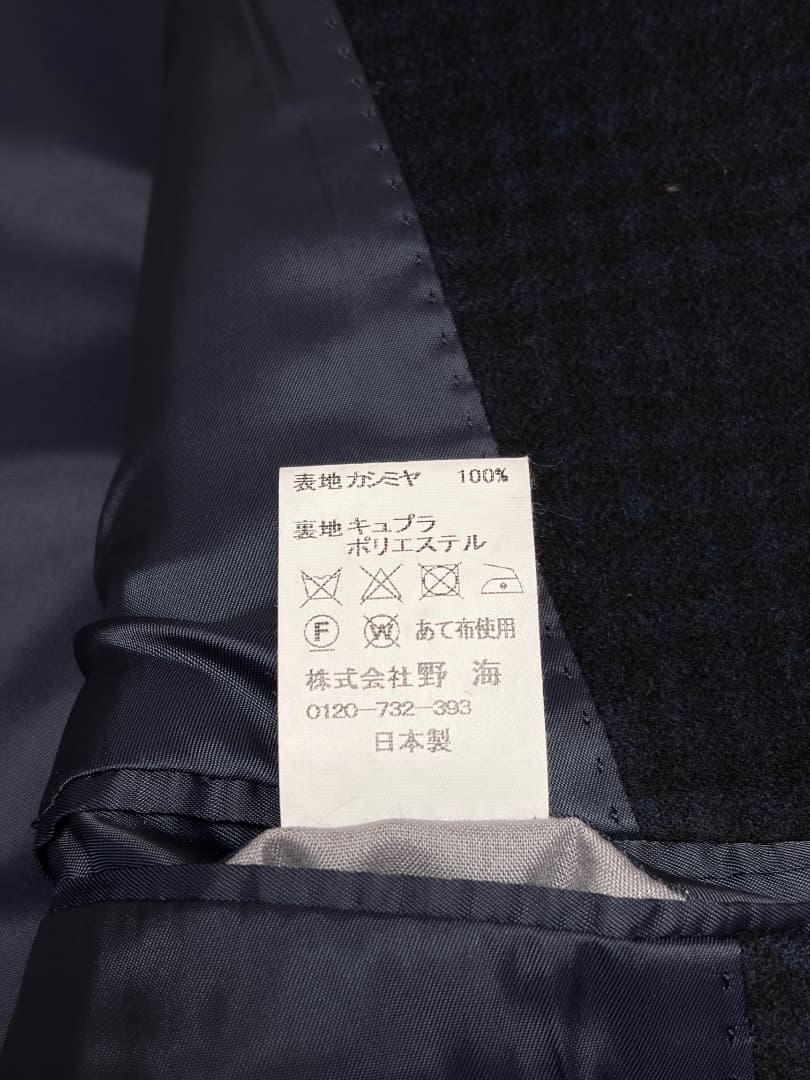 表地カシミヤ 100%
裏地キュプラ
ポリエステル
F W あて布使用
株式会社野 海
0120-732-393
日本製